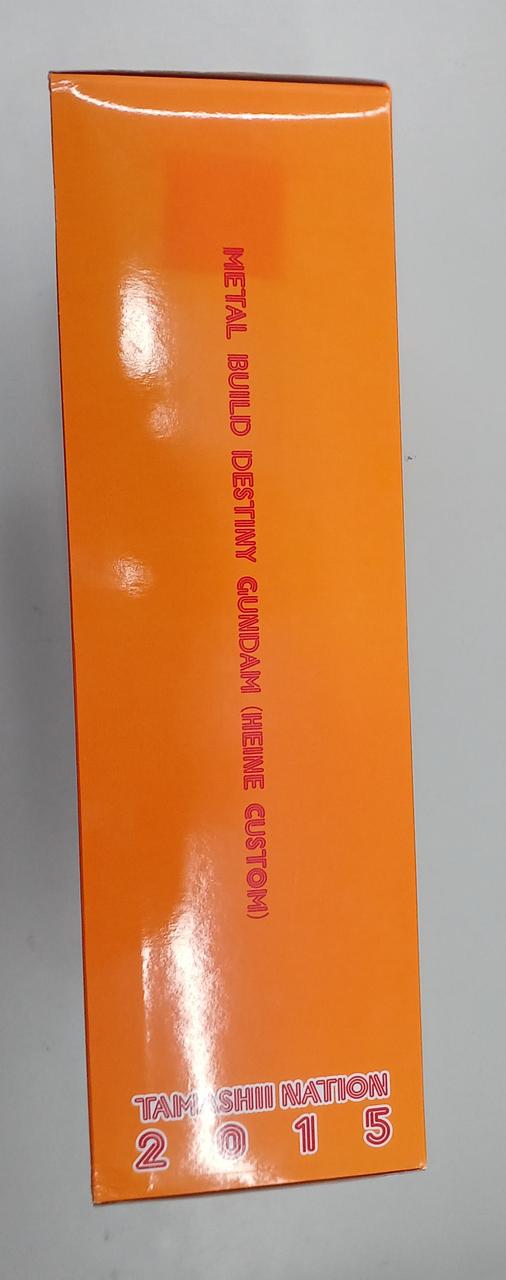 METAL BUILD DESTINY GUNDAM (HEINE CUSTOM)
TAMASHII NATION
2015